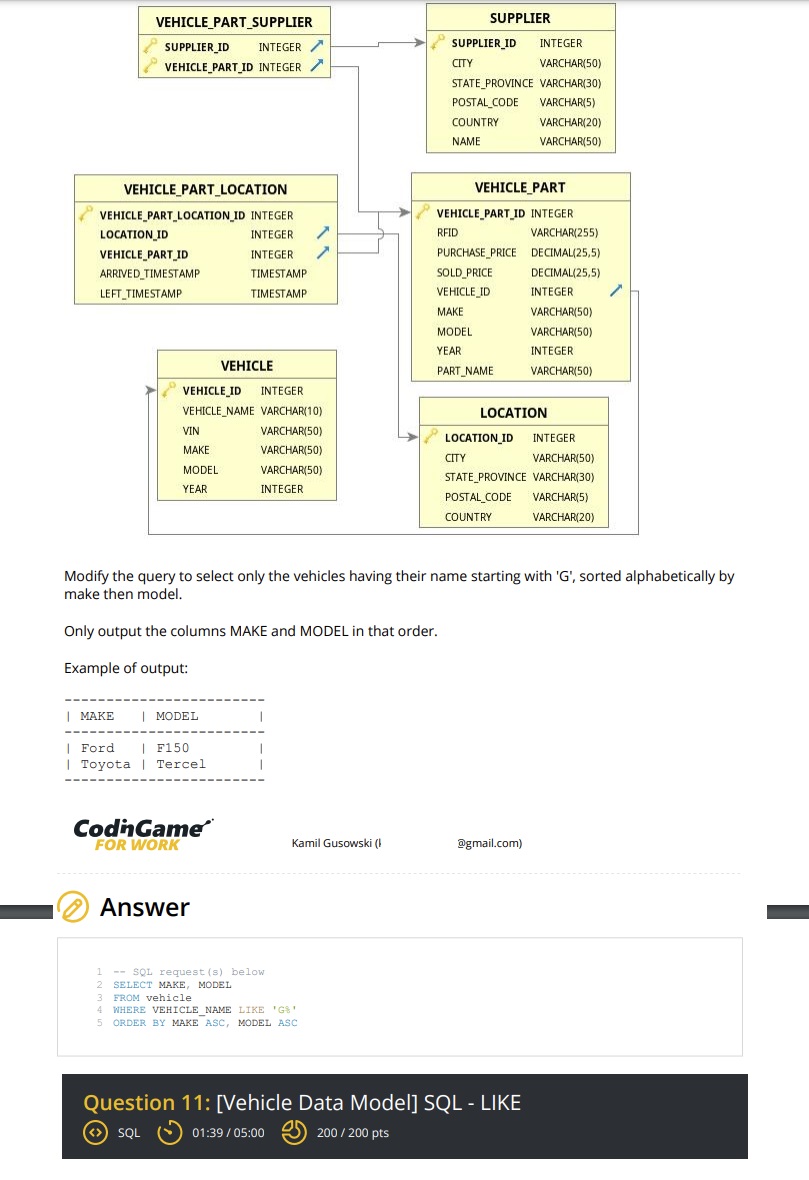 VEHICLE_PART_SUPPLIER
SUPPLIER_ID INTEGER
VEHICLE_PART_ID INTEGER
SUPPLIER
SUPPLIER_ID INTEGER
CITY VARCHAR(50)
STATE_PROVINCE VARCHAR(30)
POSTAL_CODE VARCHAR(5)
COUNTRY VARCHAR(20)
NAME VARCHAR(50)
VEHICLE_PART_LOCATION
VEHICLE_PART_LOCATION_ID INTEGER
LOCATION_ID INTEGER
VEHICLE_PART_ID INTEGER
ARRIVED_TIMESTAMP TIMESTAMP
LEFT_TIMESTAMP TIMESTAMP
VEHICLE_PART
VEHICLE_PART_ID INTEGER
RFID VARCHAR(255)
PURCHASE_PRICE DECIMAL(25,5)
SOLD_PRICE DECIMAL(25,5)
VEHICLE_ID INTEGER
MAKE VARCHAR(50)
MODEL VARCHAR(50)
YEAR INTEGER
PART_NAME VARCHAR(50)
VEHICLE
VEHICLE_ID INTEGER
VEHICLE_NAME VARCHAR(10)
VIN VARCHAR(50)
MAKE VARCHAR(50)
MODEL VARCHAR(50)
YEAR INTEGER
LOCATION
LOCATION_ID INTEGER
CITY VARCHAR(50)
STATE_PROVINCE VARCHAR(30)
POSTAL_CODE VARCHAR(5)
COUNTRY VARCHAR(20)
Modify the query to select only the vehicles having their name starting with 'G', sorted alphabetically by
make then model.
Only output the columns MAKE and MODEL in that order.
Example of output:
------------------------
| MAKE | MODEL |
------------------------
| Ford | F150 |
| Toyota | Tercel |
------------------------
CodinGame
FOR WORK
Kamil Gusowski ( @gmail.com)
Answer
1 -- SQL request(s) below
2 SELECT MAKE, MODEL
3 FROM vehicle
4 WHERE VEHICLE_NAME LIKE 'G%'
5 ORDER BY MAKE ASC, MODEL ASC
Question 11: [Vehicle Data Model] SQL - LIKE
SQL 01:39 / 05:00 200 / 200 pts